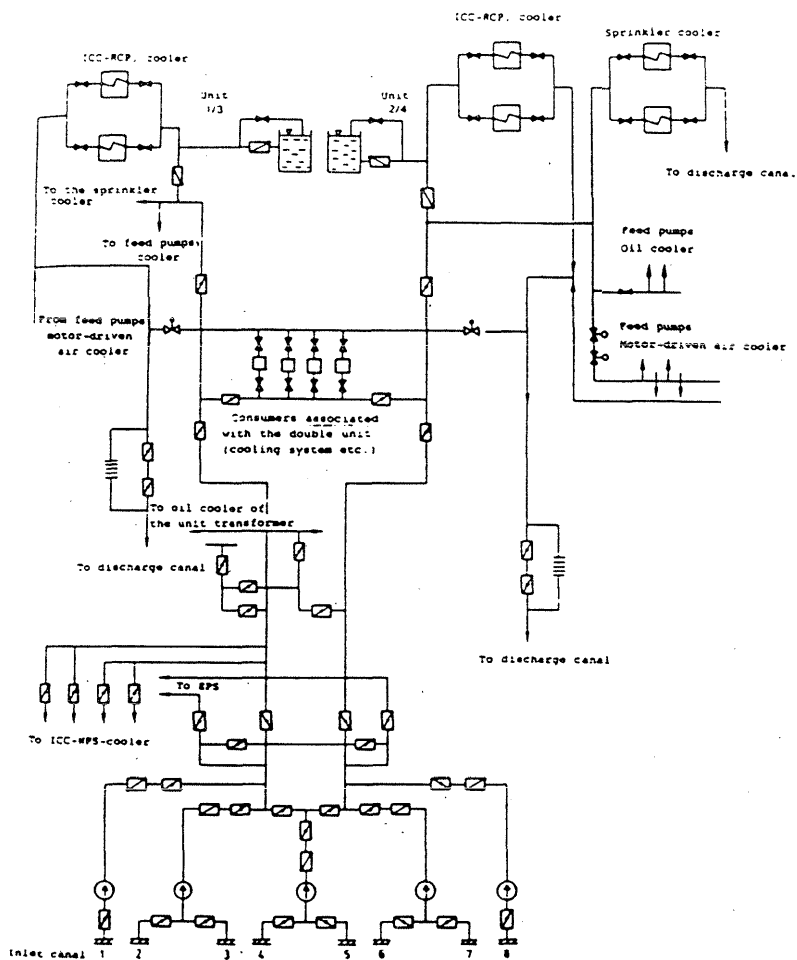 ICC-RCP, cooler
ICC-RCP, cooler
Sprinkler cooler
Unit
1/3
Unit
2/4
To discharge canal
To the sprinkler
cooler
To feed pumps,
cooler
Feed pumps
Oil cooler
From feed pumps
motor-driven
air cooler
Feed pumps
Motor-driven air cooler
Consumers associated
with the double unit
(cooling system etc.)
To oil cooler of
the unit transformer
To discharge canal
To discharge canal
To EPS
To ICC-MPS-cooler
Inlet canal 1 2 3 4 5 6 7 8